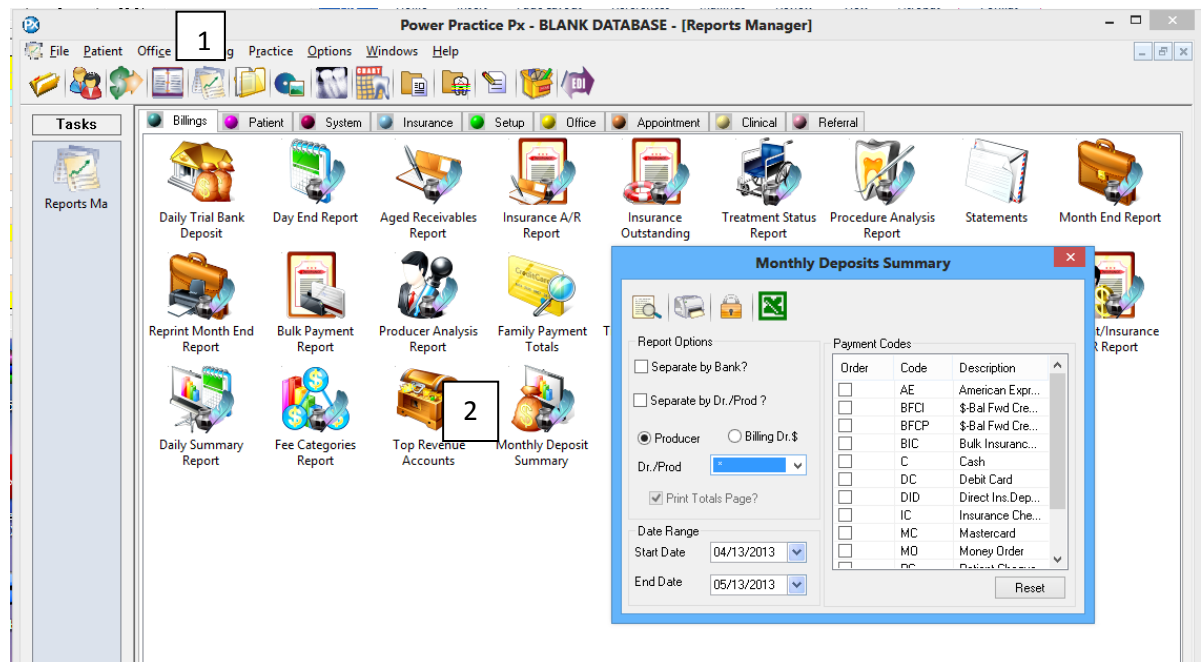 Px
Power Practice Px - BLANK DATABASE - [Reports Manager]
File Patient Office g Practice Options Windows Help
1
EDI
Tasks
Billings Patient System Insurance Setup Office Appointment Clinical Referral
Reports Ma
Daily Trial Bank Deposit
Day End Report
Aged Receivables Report
Insurance A/R Report
Insurance Outstanding
Treatment Status Report
Procedure Analysis Report
Statements
Month End Report
Reprint Month End Report
Bulk Payment Report
Producer Analysis Report
Family Payment Totals
T
t/Insurance
R Report
Daily Summary Report
Fee Categories Report
Top Revenue Accounts
2
Monthly Deposit Summary
Monthly Deposits Summary
Report Options
Separate by Bank?
Separate by Dr./Prod ?
Producer Billing Dr.$
Dr./Prod *
Print Totals Page?
Date Range
Start Date 04/13/2013
End Date 05/13/2013
Payment Codes
Order Code Description
AE American Expr...
BFCI $-Bal Fwd Cre...
BFCP $-Bal Fwd Cre...
BIC Bulk Insuranc...
C Cash
DC Debit Card
DID Direct Ins.Dep...
IC Insurance Che...
MC Mastercard
MO Money Order
Reset